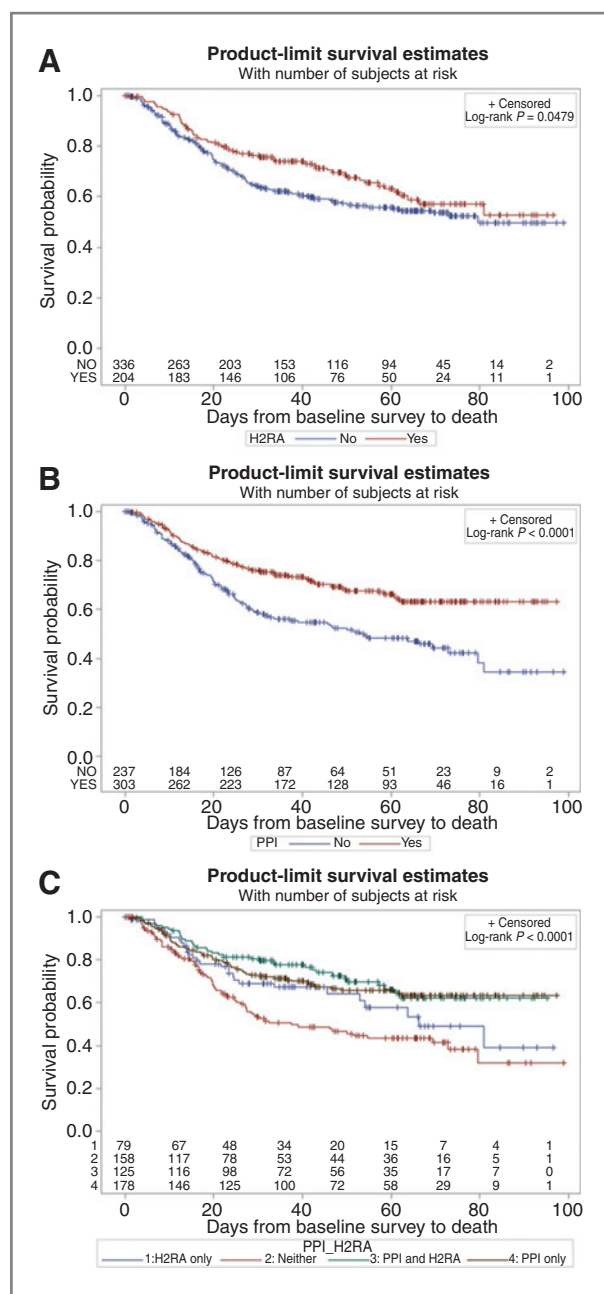 A
Product-limit survival estimates
With number of subjects at risk
+ Censored
Log-rank P = 0.0479
Survival probability
1.0
0.8
0.6
0.4
0.2
0.0
NO 336 263 203 153 116 94 45 14 2
YES 204 183 146 106 76 50 24 11 1
0 20 40 60 80 100
Days from baseline survey to death
H2RA No Yes
B
Product-limit survival estimates
With number of subjects at risk
+ Censored
Log-rank P < 0.0001
Survival probability
1.0
0.8
0.6
0.4
0.2
0.0
NO 237 184 126 87 64 51 23 9 2
YES 303 262 223 172 128 93 46 16 1
0 20 40 60 80 100
Days from baseline survey to death
PPI No Yes
C
Product-limit survival estimates
With number of subjects at risk
+ Censored
Log-rank P < 0.0001
Survival probability
1.0
0.8
0.6
0.4
0.2
0.0
1 79 67 48 34 20 15 7 4 1
2 158 117 78 53 44 36 16 5 1
3 125 116 98 72 56 35 17 7 0
4 178 146 125 100 72 58 29 9 1
0 20 40 60 80 100
Days from baseline survey to death
PPI_H2RA
1:H2RA only 2: Neither 3: PPI and H2RA 4: PPI only